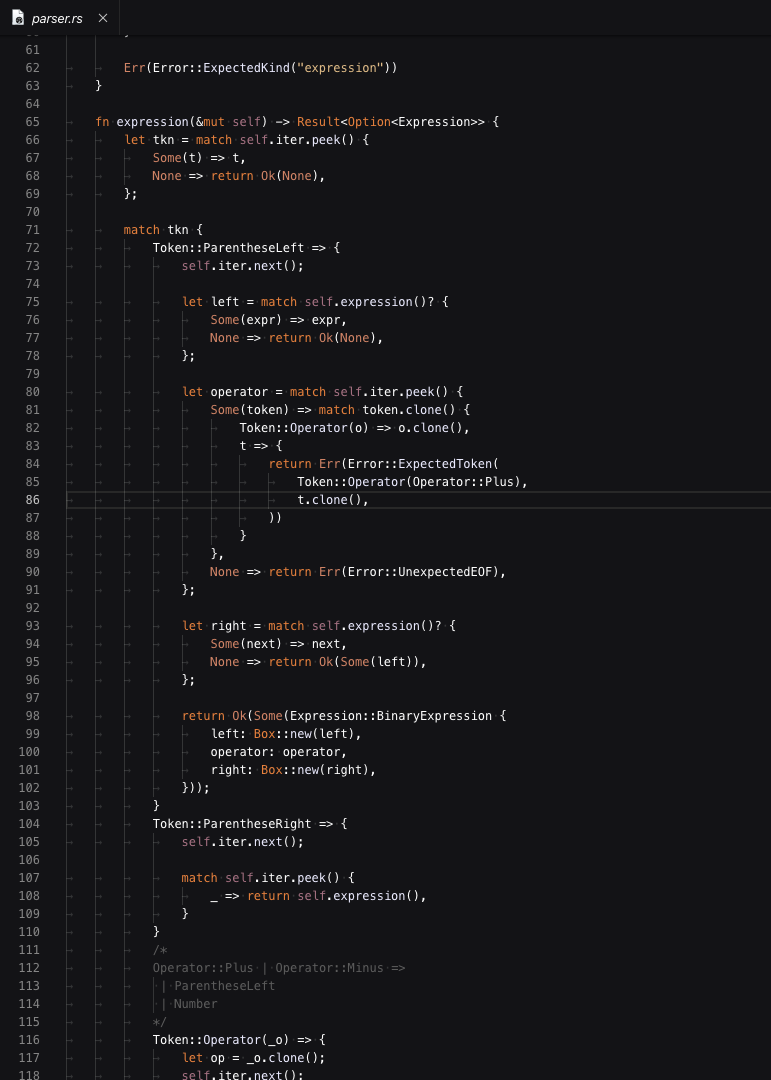 parser.rs
61
62 Err(Error::ExpectedKind("expression"))
63 }
64
65 fn expression(&mut self) -> Result<Option<Expression>> {
66 let tkn = match self.iter.peek() {
67 Some(t) => t,
68 None => return Ok(None),
69 };
70
71 match tkn {
72 Token::ParentheseLeft => {
73 self.iter.next();
74
75 let left = match self.expression()? {
76 Some(expr) => expr,
77 None => return Ok(None),
78 };
79
80 let operator = match self.iter.peek() {
81 Some(token) => match token.clone() {
82 Token::Operator(o) => o.clone(),
83 t => {
84 return Err(Error::ExpectedToken(
85 Token::Operator(Operator::Plus),
86 t.clone(),
87 ))
88 }
89 },
90 None => return Err(Error::UnexpectedEOF),
91 };
92
93 let right = match self.expression()? {
94 Some(next) => next,
95 None => return Ok(Some(left)),
96 };
97
98 return Ok(Some(Expression::BinaryExpression {
99 left: Box::new(left),
100 operator: operator,
101 right: Box::new(right),
102 }));
103 }
104 Token::ParentheseRight => {
105 self.iter.next();
106
107 match self.iter.peek() {
108 _ => return self.expression(),
109 }
110 }
111 /*
112 Operator::Plus | Operator::Minus =>
113 | ParentheseLeft
114 | Number
115 */
116 Token::Operator(_o) => {
117 let op = _o.clone();
118 self.iter.next();